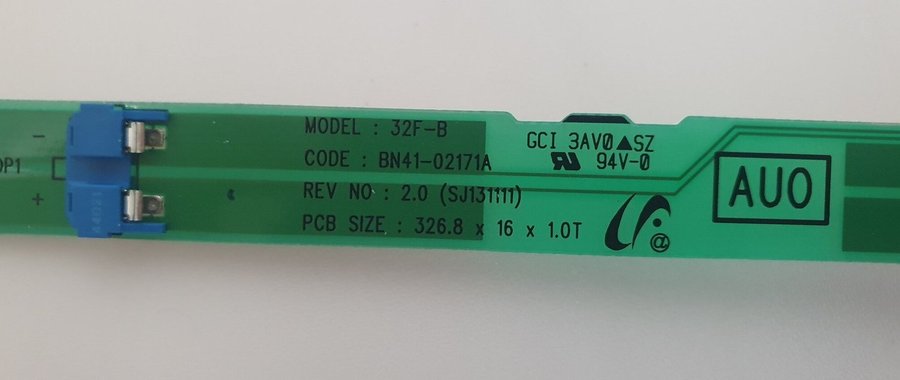 MODEL : 32F-B
CODE : BN41-02171A
REV NO : 2.0 (SJ131111)
PCB SIZE : 326.8 x 16 x 1.0T
GCI 3AV0▲SZ
94V-0
AUO
@
−
OP1
+